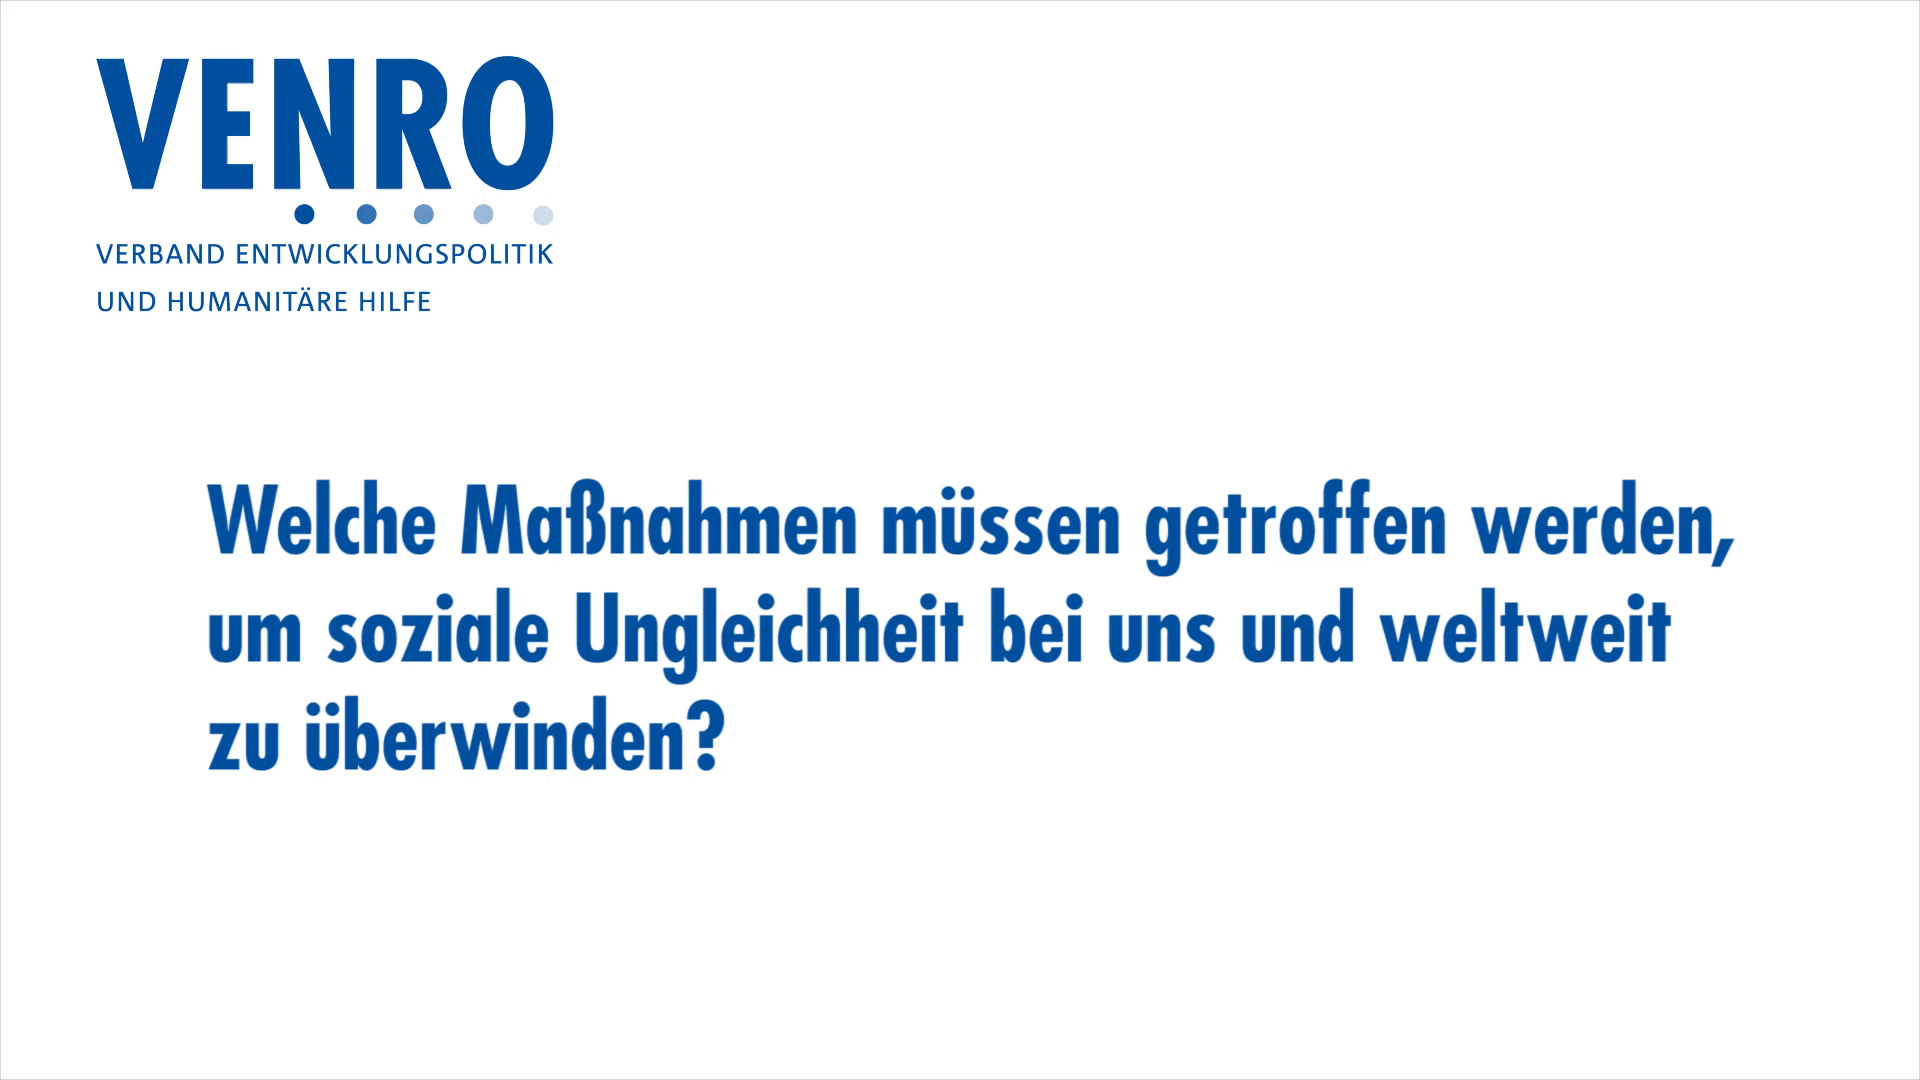 VENRO
VERBAND ENTWICKLUNGSPOLITIK
UND HUMANITÄRE HILFE
Welche Maßnahmen müssen getroffen werden,
um soziale Ungleichheit bei uns und weltweit
zu überwinden?